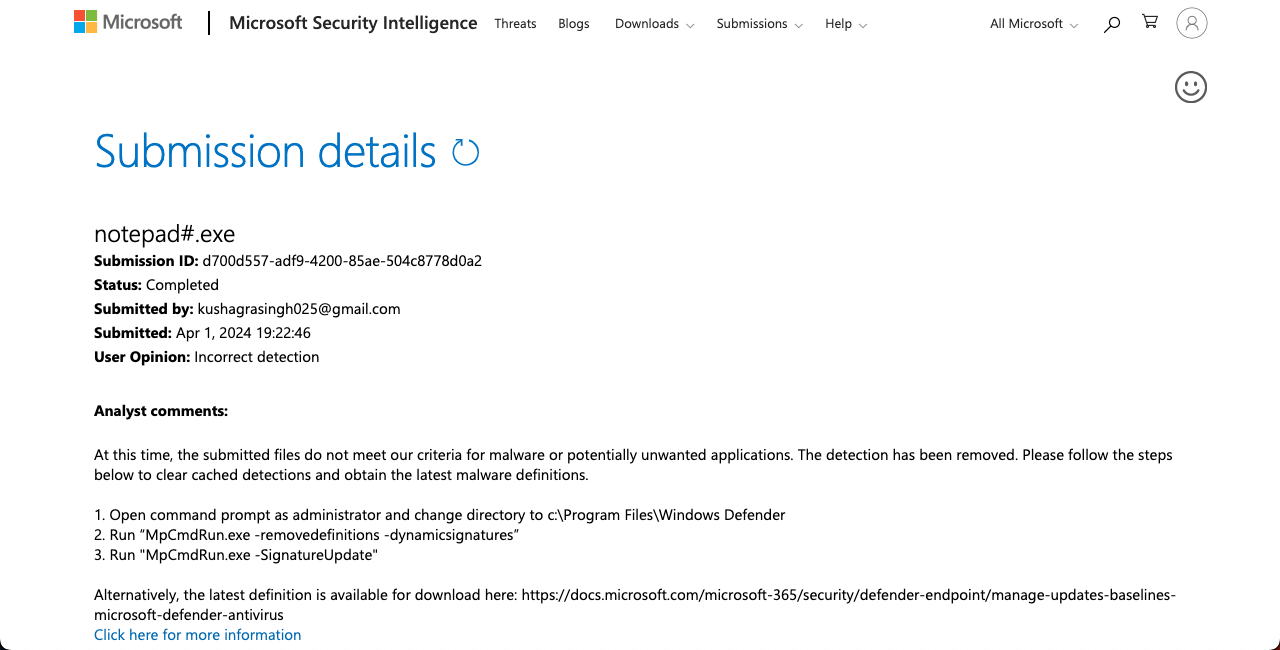 Microsoft
Microsoft Security Intelligence
Threats
Blogs
Downloads
Submissions
Help
All Microsoft
Submission details
notepad#.exe
Submission ID: d700d557-adf9-4200-85ae-504c8778d0a2
Status: Completed
Submitted by: kushagrasingh025@gmail.com
Submitted: Apr 1, 2024 19:22:46
User Opinion: Incorrect detection
Analyst comments:
At this time, the submitted files do not meet our criteria for malware or potentially unwanted applications. The detection has been removed. Please follow the steps
below to clear cached detections and obtain the latest malware definitions.
1. Open command prompt as administrator and change directory to c:\Program Files\Windows Defender
2. Run “MpCmdRun.exe -removedefinitions -dynamicsignatures”
3. Run "MpCmdRun.exe -SignatureUpdate"
Alternatively, the latest definition is available for download here: https://docs.microsoft.com/microsoft-365/security/defender-endpoint/manage-updates-baselines-
microsoft-defender-antivirus
Click here for more information